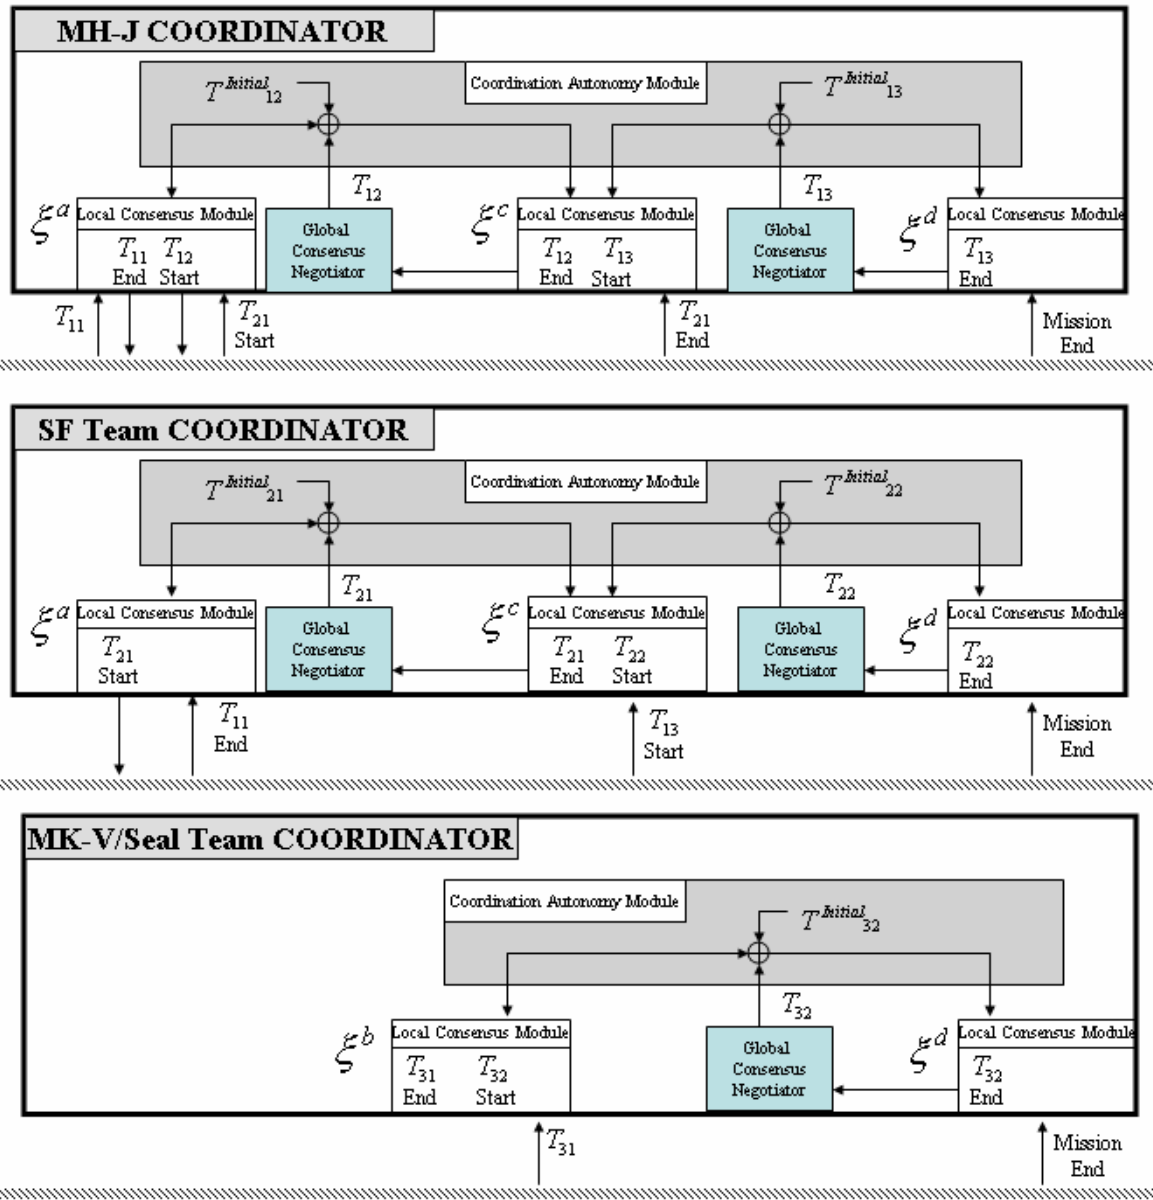 MH-J COORDINATOR
Coordination Autonomy Module
T^Initial_12
T^Initial_13
T_12
T_13
ξ^a
Local Consensus Module
T_11 T_12
End Start
Global
Consensus
Negotiator
ξ^c
Local Consensus Module
T_12 T_13
End Start
Global
Consensus
Negotiator
ξ^d
Local Consensus Module
T_13
End
T_11
T_21
Start
T_21
End
Mission
End
SF Team COORDINATOR
Coordination Autonomy Module
T^Initial_21
T^Initial_22
T_21
T_22
ξ^a
Local Consensus Module
T_21
Start
Global
Consensus
Negotiator
ξ^c
Local Consensus Module
T_21 T_22
End Start
Global
Consensus
Negotiator
ξ^d
Local Consensus Module
T_22
End
T_11
End
T_13
Start
Mission
End
MK-V/Seal Team COORDINATOR
Coordination Autonomy Module
T^Initial_32
T_32
ξ^b
Local Consensus Module
T_31 T_32
End Start
Global
Consensus
Negotiator
ξ^d
Local Consensus Module
T_32
End
T_31
Mission
End